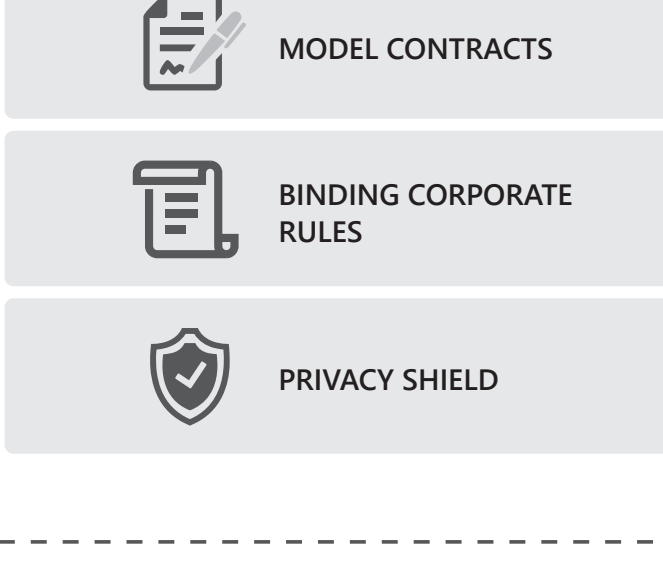 MODEL CONTRACTS
BINDING CORPORATE
RULES
PRIVACY SHIELD